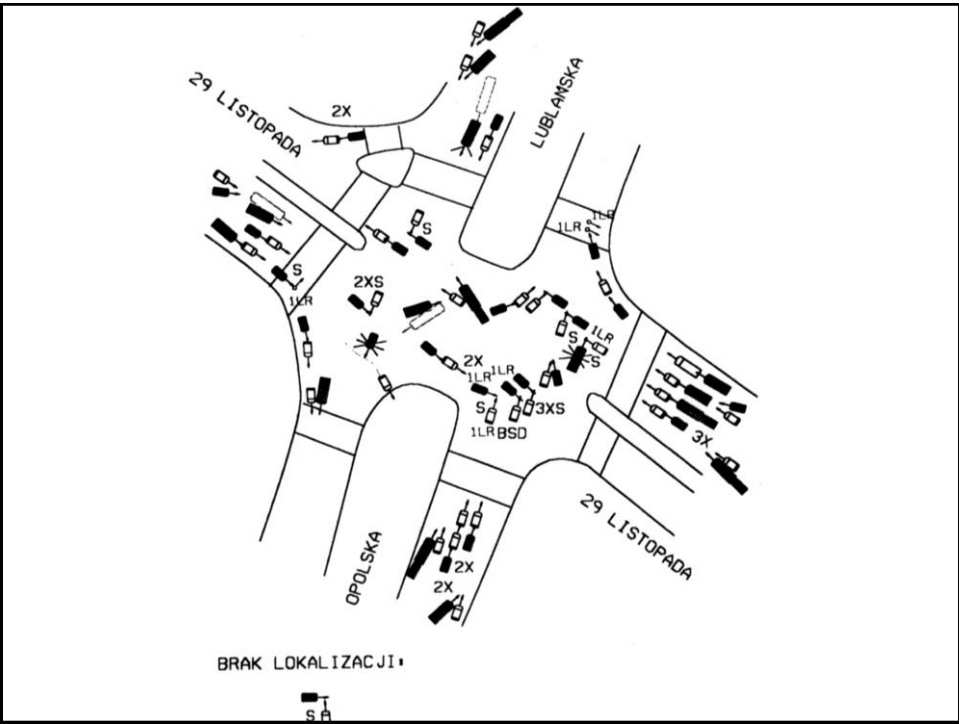 LUBLAŃSKA
29 LISTOPADA
2X
1LR
1LR
S
S
1LR
2XS
S
1LR
S
2X
1LR
1LR
S
3XS
1LR
BSD
3X
29 LISTOPADA
OPOLSKA
2X
2X
BRAK LOKALIZACJI:
S